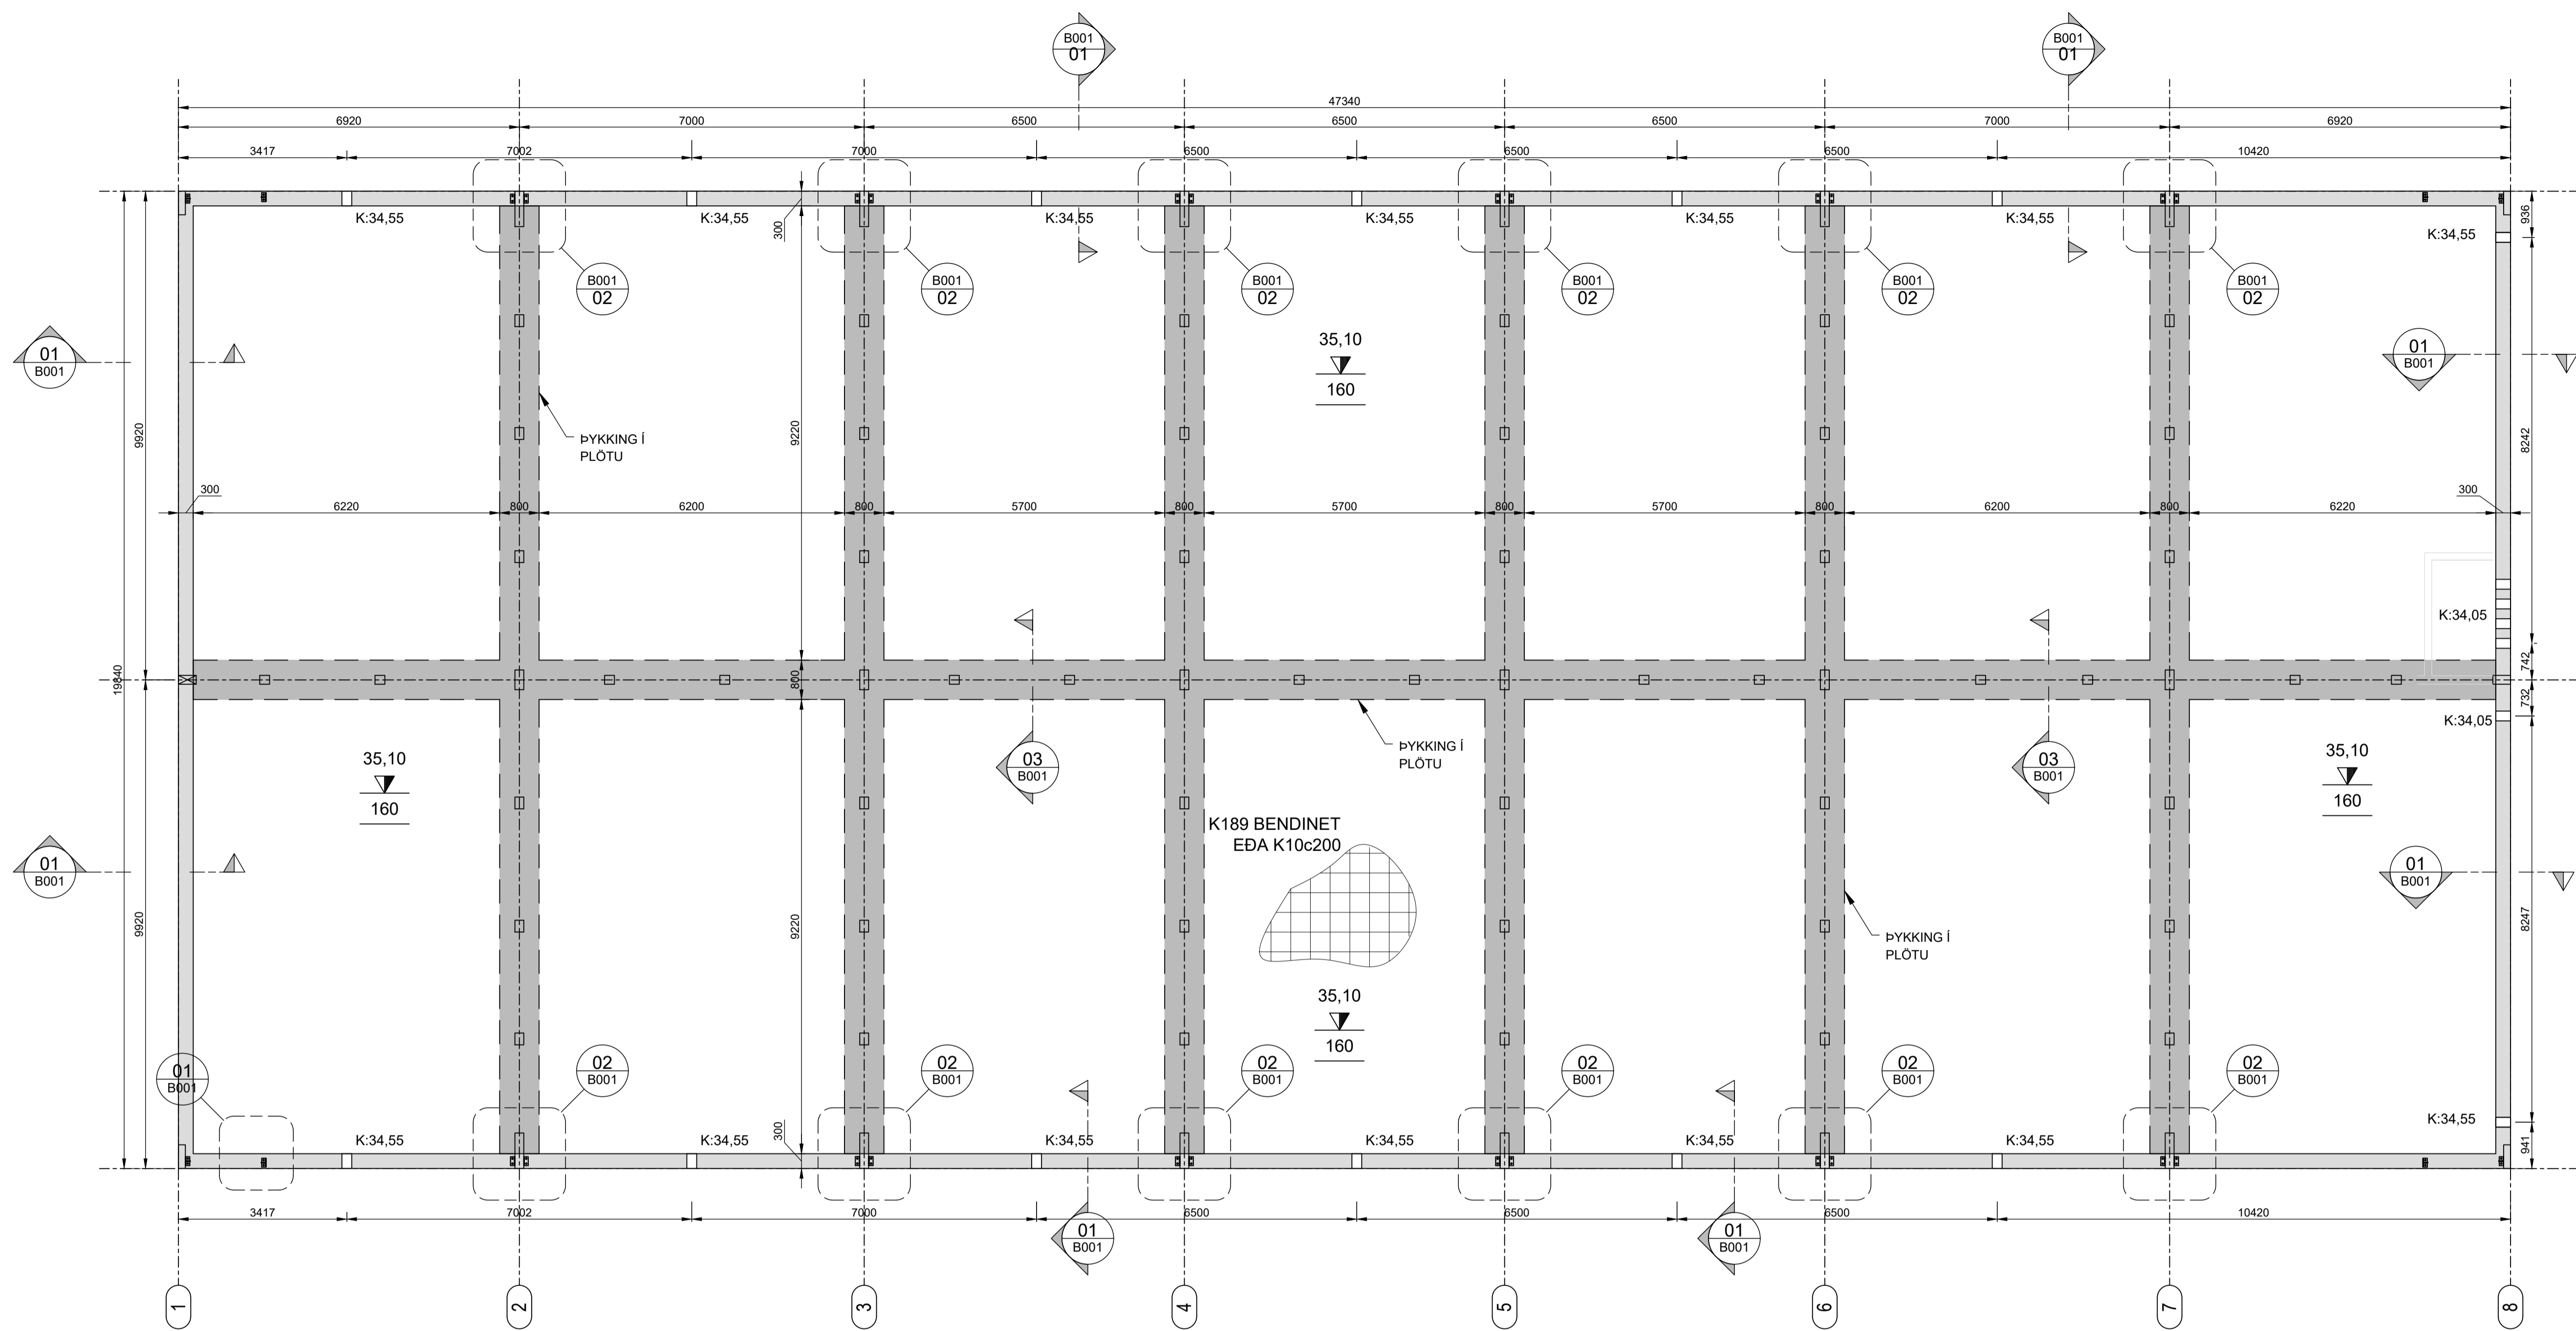 B001
01
B001
01
47340
6920
7000
6500
6500
6500
7000
6920
3417
7002
7000
6500
6500
6500
10420
K:34,55
K:34,55
300
K:34,55
K:34,55
K:34,55
K:34,55
936
K:34,55
B001
02
B001
02
B001
02
B001
02
B001
02
B001
02
01
B001
35,10
160
01
B001
9920
ÞYKKING Í
PLÖTU
9220
8242
300
6220
800
6200
800
5700
800
5700
800
5700
800
6200
800
6220
300
K:34,05
19840
800
742
732
K:34,05
03
B001
ÞYKKING Í
PLÖTU
03
B001
35,10
160
35,10
160
K189 BENDINET
EÐA K10c200
01
B001
01
B001
9920
9220
8247
ÞYKKING Í
PLÖTU
35,10
160
01
B001
02
B001
02
B001
02
B001
02
B001
02
B001
02
B001
K:34,55
K:34,55
300
K:34,55
K:34,55
K:34,55
K:34,55
K:34,55
941
3417
7002
7000
6500
6500
6500
10420
01
B001
01
B001
1
2
3
4
5
6
7
8